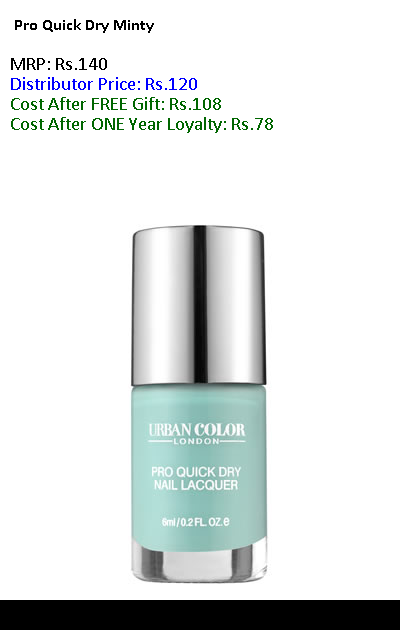 Pro Quick Dry Minty
MRP: Rs.140
Distributor Price: Rs.120
Cost After FREE Gift: Rs.108
Cost After ONE Year Loyalty: Rs.78
URBAN COLOR
LONDON
PRO QUICK DRY
NAIL LACQUER
6ml/0.2 FL. OZ.e